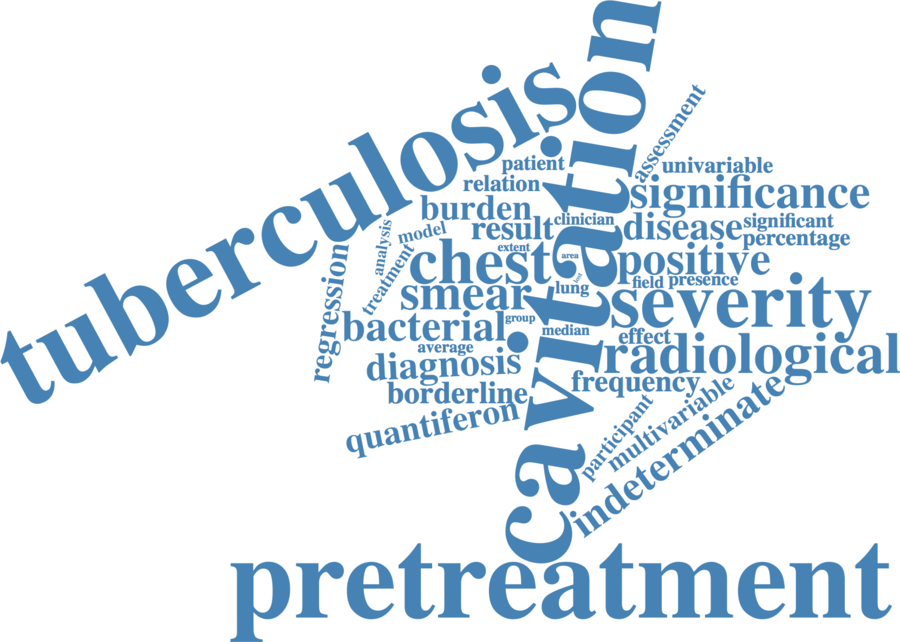 tuberculosis
cavitation
assessment
patient
univariable
relation
significance
burden
clinician
result
disease
significant
percentage
analysis
model
extent
area
chest
positive
treatment
regression
lung
field
presence
smear
severity
group
bacterial
median
effect
average
radiological
diagnosis
frequency
borderline
quantiferon
participant
multivariable
indeterminate
pretreatment